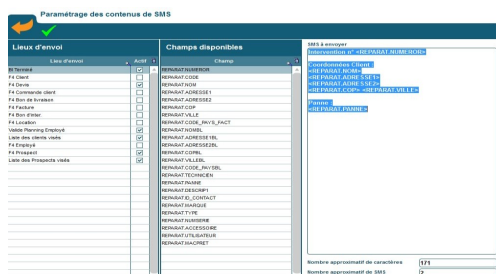 Paramétrage des contenus de SMS
Lieux d'envoi
Lieu d'envoi
Actif
BI Terminé
F4 Client
F4 Devis
F4 Commande client
F4 Bon de livraison
F4 Facture
F4 Bon d'inter
F4 Location
Valide Planning Employé
Liste des clients visés
F4 Employé
F4 Prospect
Liste des Prospects visés
Champs disponibles
Champ
REPARAT.NUMEROR
REPARAT.CODE
REPARAT.NOM
REPARAT.ADRESSE1
REPARAT.ADRESSE2
REPARAT.COP
REPARAT.VILLE
REPARAT.CODE_PAYS_FACT
REPARAT.NOMBL
REPARAT.ADRESSE1BL
REPARAT.ADRESSE2BL
REPARAT.COPBL
REPARAT.VILLEBL
REPARAT.CODE_PAYSBL
REPARAT.TECHNICIEN
REPARAT.PANNE
REPARAT.DESCRIP1
REPARAT.ID_CONTACT
REPARAT.MARQUE
REPARAT.TYPE
REPARAT.NUMSERIE
REPARAT.ACCESSOIRE
REPARAT.UTILISATEUR
REPARAT.MACPRET
SMS à envoyer
Intervention n° <REPARAT.NUMEROR>
Coordonnées Client :
<REPARAT.NOM>
<REPARAT.ADRESSE1>
<REPARAT.ADRESSE2>
<REPARAT.COP> <REPARAT.VILLE>
Panne :
<REPARAT.PANNE>
Nombre approximatif de caractères
171
Nombre approximatif de SMS
2